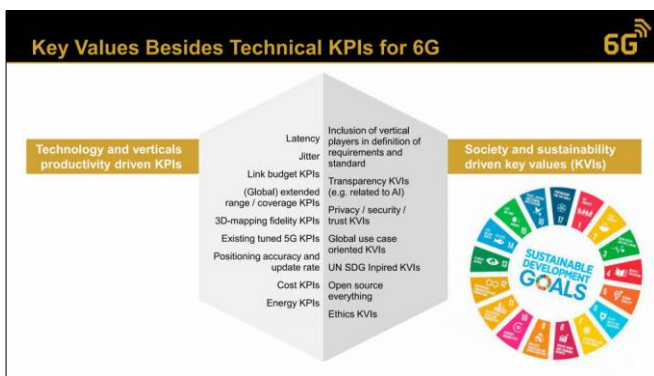 Key Values Besides Technical KPIs for 6G
6G
Technology and verticals
productivity driven KPIs
Latency
Jitter
Link budget KPIs
(Global) extended
range / coverage KPIs
3D-mapping fidelity KPIs
Existing tuned 5G KPIs
Positioning accuracy and
update rate
Cost KPIs
Energy KPIs
Inclusion of vertical
players in definition of
requirements and
standard
Transparency KVIs
(e.g. related to AI)
Privacy / security /
trust KVIs
Global use case
oriented KVIs
UN SDG Inpired KVIs
Open source
everything
Ethics KVIs
Society and sustainability
driven key values (KVIs)
SUSTAINABLE
DEVELOPMENT
GOALS